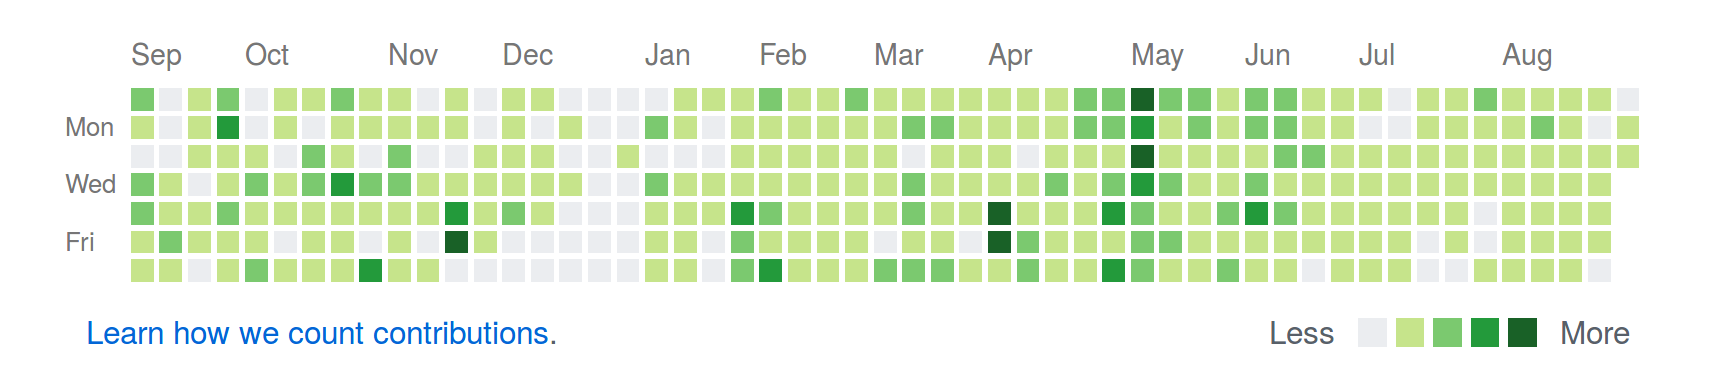 Sep Oct Nov Dec Jan Feb Mar Apr May Jun Jul Aug
Mon
Wed
Fri
Learn how we count contributions. Less More